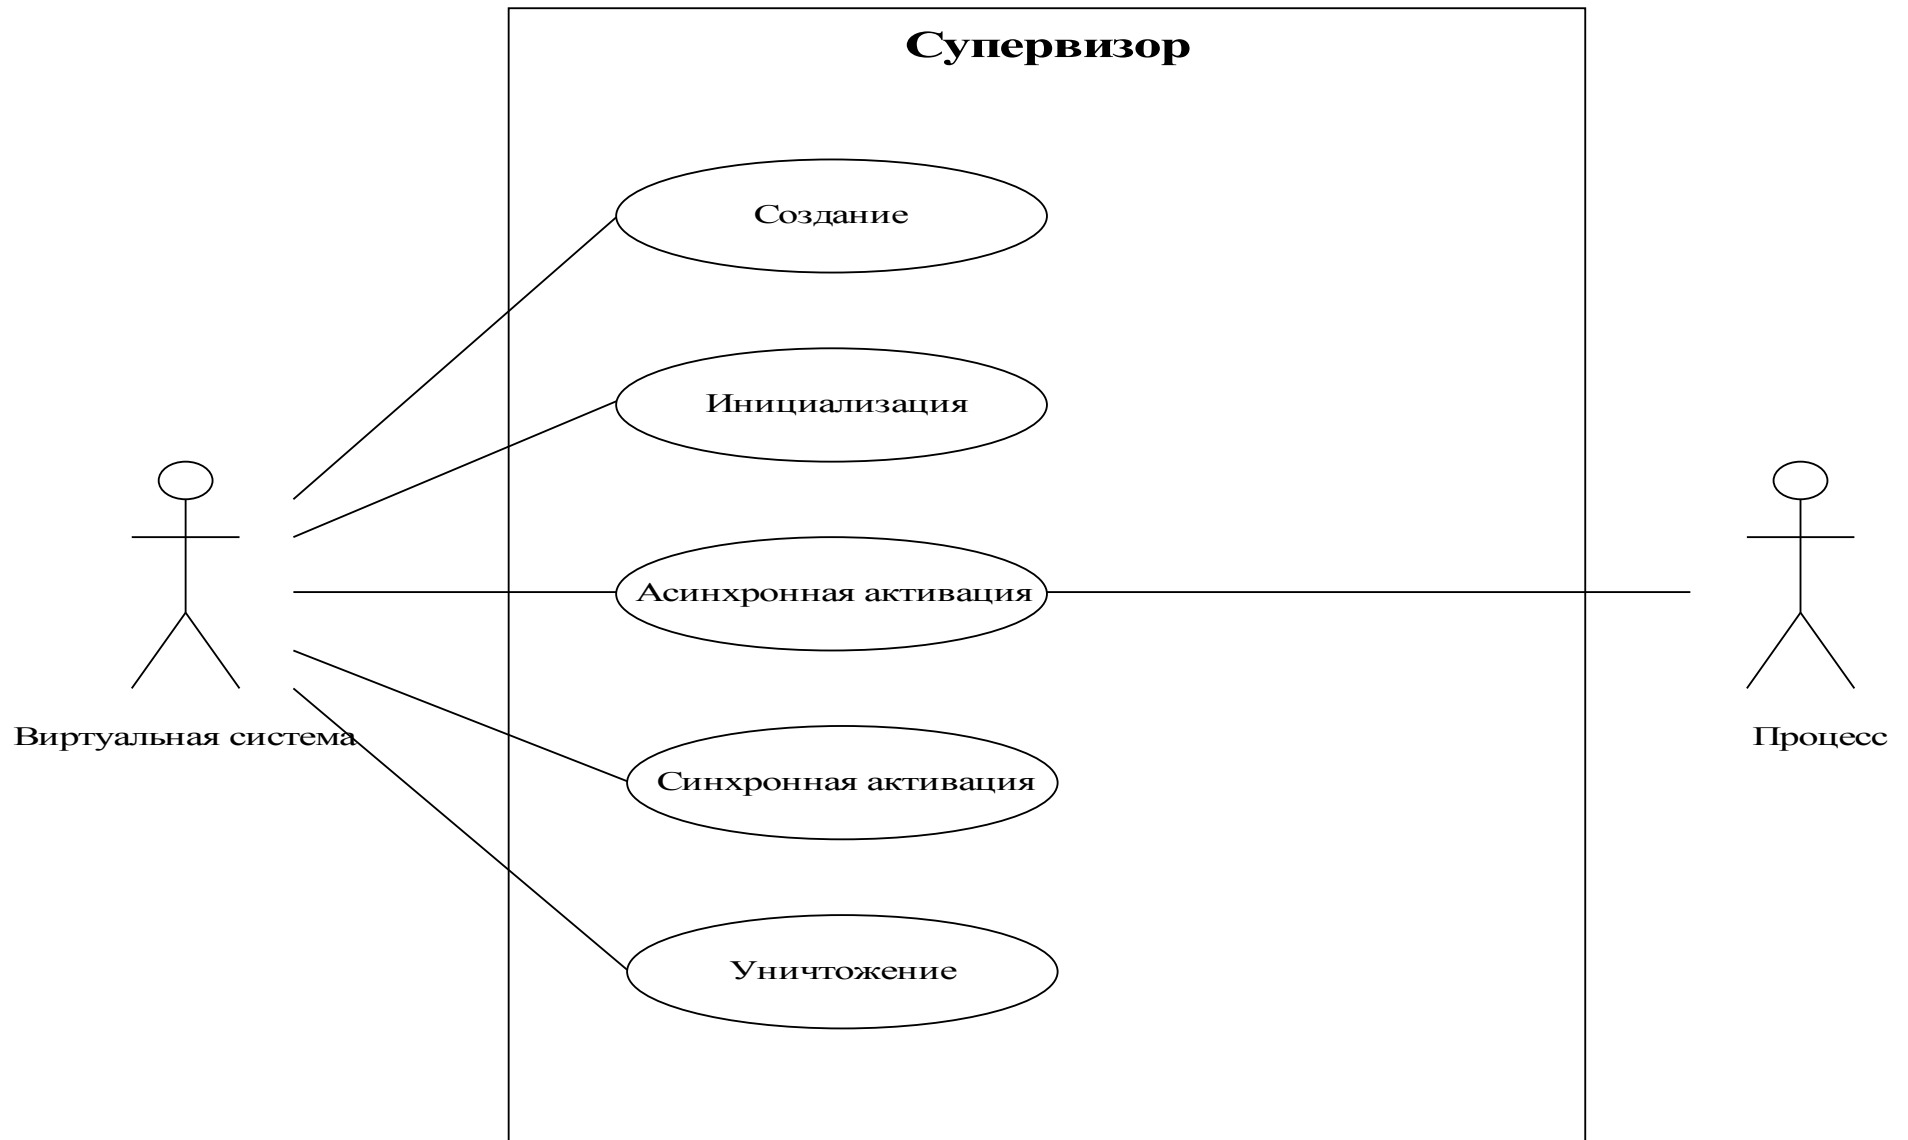 Супервизор
Создание
Инициализация
Асинхронная активация
Виртуальная система
Процесс
Синхронная активация
Уничтожение